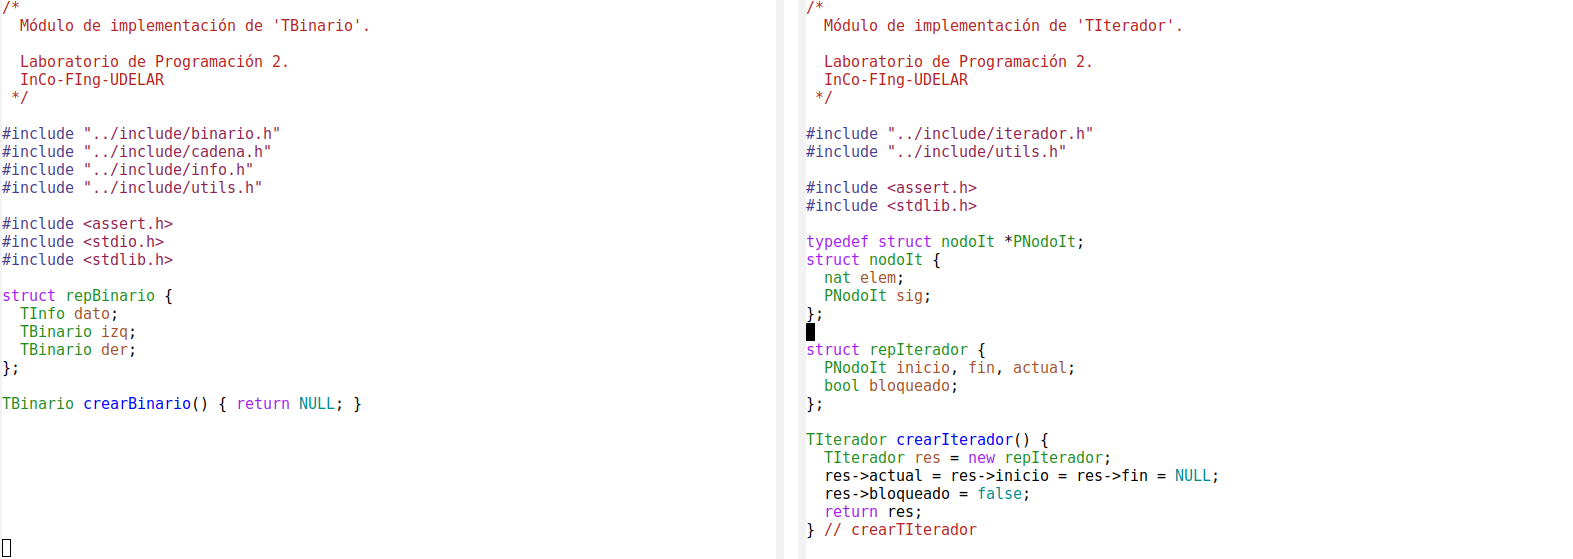 /*
  Módulo de implementación de 'TBinario'.

  Laboratorio de Programación 2.
  InCo-FIng-UDELAR
 */

#include "../include/binario.h"
#include "../include/cadena.h"
#include "../include/info.h"
#include "../include/utils.h"

#include <assert.h>
#include <stdio.h>
#include <stdlib.h>

struct repBinario {
  TInfo dato;
  TBinario izq;
  TBinario der;
};

TBinario crearBinario() { return NULL; }

/*
  Módulo de implementación de 'TIterador'.

  Laboratorio de Programación 2.
  InCo-FIng-UDELAR
 */

#include "../include/iterador.h"
#include "../include/utils.h"

#include <assert.h>
#include <stdlib.h>

typedef struct nodoIt *PNodoIt;
struct nodoIt {
  nat elem;
  PNodoIt sig;
};

struct repIterador {
  PNodoIt inicio, fin, actual;
  bool bloqueado;
};

TIterador crearIterador() {
  TIterador res = new repIterador;
  res->actual = res->inicio = res->fin = NULL;
  res->bloqueado = false;
  return res;
} // crearTIterador